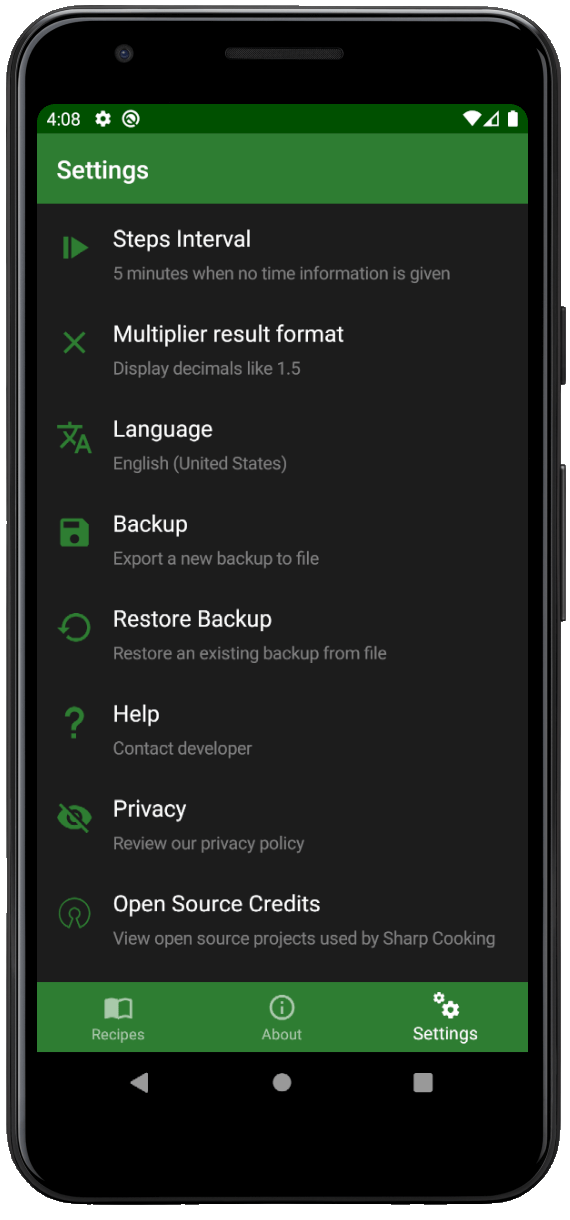 4:08
Settings
Steps Interval
5 minutes when no time information is given
Multiplier result format
Display decimals like 1.5
Language
English (United States)
Backup
Export a new backup to file
Restore Backup
Restore an existing backup from file
Help
Contact developer
Privacy
Review our privacy policy
Open Source Credits
View open source projects used by Sharp Cooking
Recipes About Settings